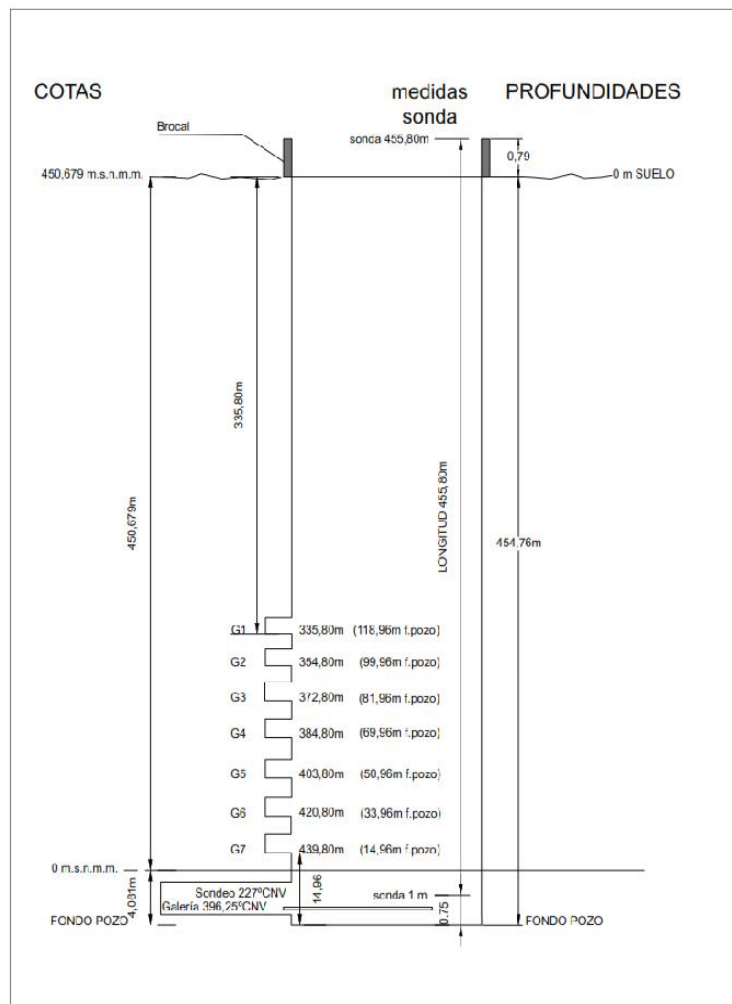 COTAS
medidas
sonda
PROFUNDIDADES
Brocal
sonda 455,80m
0,79
450,679 m.s.n.m.m.
0 m SUELO
335,80m
450,679m
LONGITUD 455,80m
454,76m
G1 335,80m (118,96m f.pozo)
G2 354,80m (99,96m f.pozo)
G3 372,80m (81,96m f.pozo)
G4 384,80m (69,96m f.pozo)
G5 403,80m (50,96m f.pozo)
G6 420,80m (33,96m f.pozo)
G7 439,80m (14,96m f.pozo)
0 m.s.n.m.m.
4,081m
Sondeo 227ºCNV
Galería 396,25ºCNV
14,96
sonda 1 m
0.75
FONDO POZO
FONDO POZO